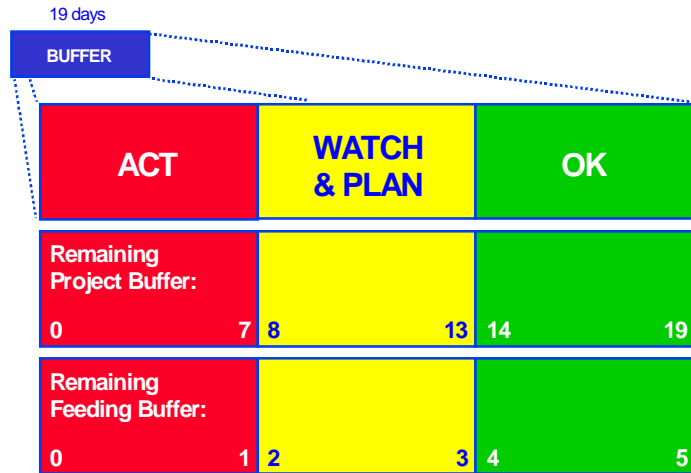 19 days
BUFFER
ACT
WATCH
& PLAN
OK
Remaining
Project Buffer:
0 7 8 13 14 19
Remaining
Feeding Buffer:
0 1 2 3 4 5